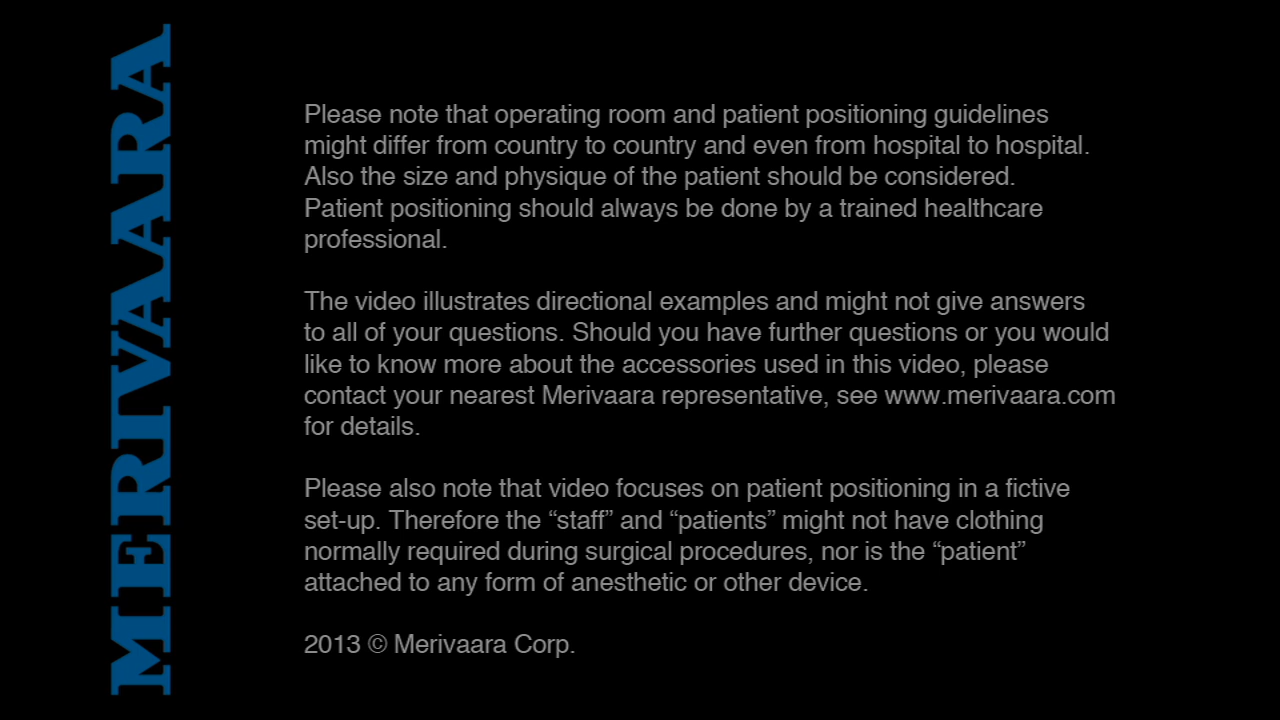 MERIVAARA
Please note that operating room and patient positioning guidelines
might differ from country to country and even from hospital to hospital.
Also the size and physique of the patient should be considered.
Patient positioning should always be done by a trained healthcare
professional.
The video illustrates directional examples and might not give answers
to all of your questions. Should you have further questions or you would
like to know more about the accessories used in this video, please
contact your nearest Merivaara representative, see www.merivaara.com
for details.
Please also note that video focuses on patient positioning in a fictive
set-up. Therefore the “staff” and “patients” might not have clothing
normally required during surgical procedures, nor is the “patient”
attached to any form of anesthetic or other device.
2013 © Merivaara Corp.